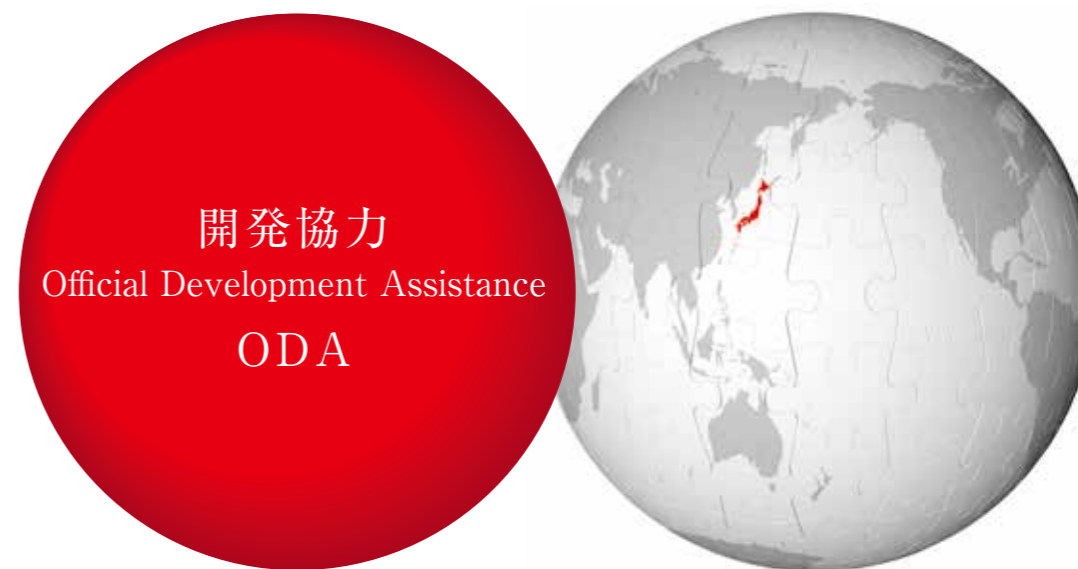 開発協力
Official Development Assistance
ODA